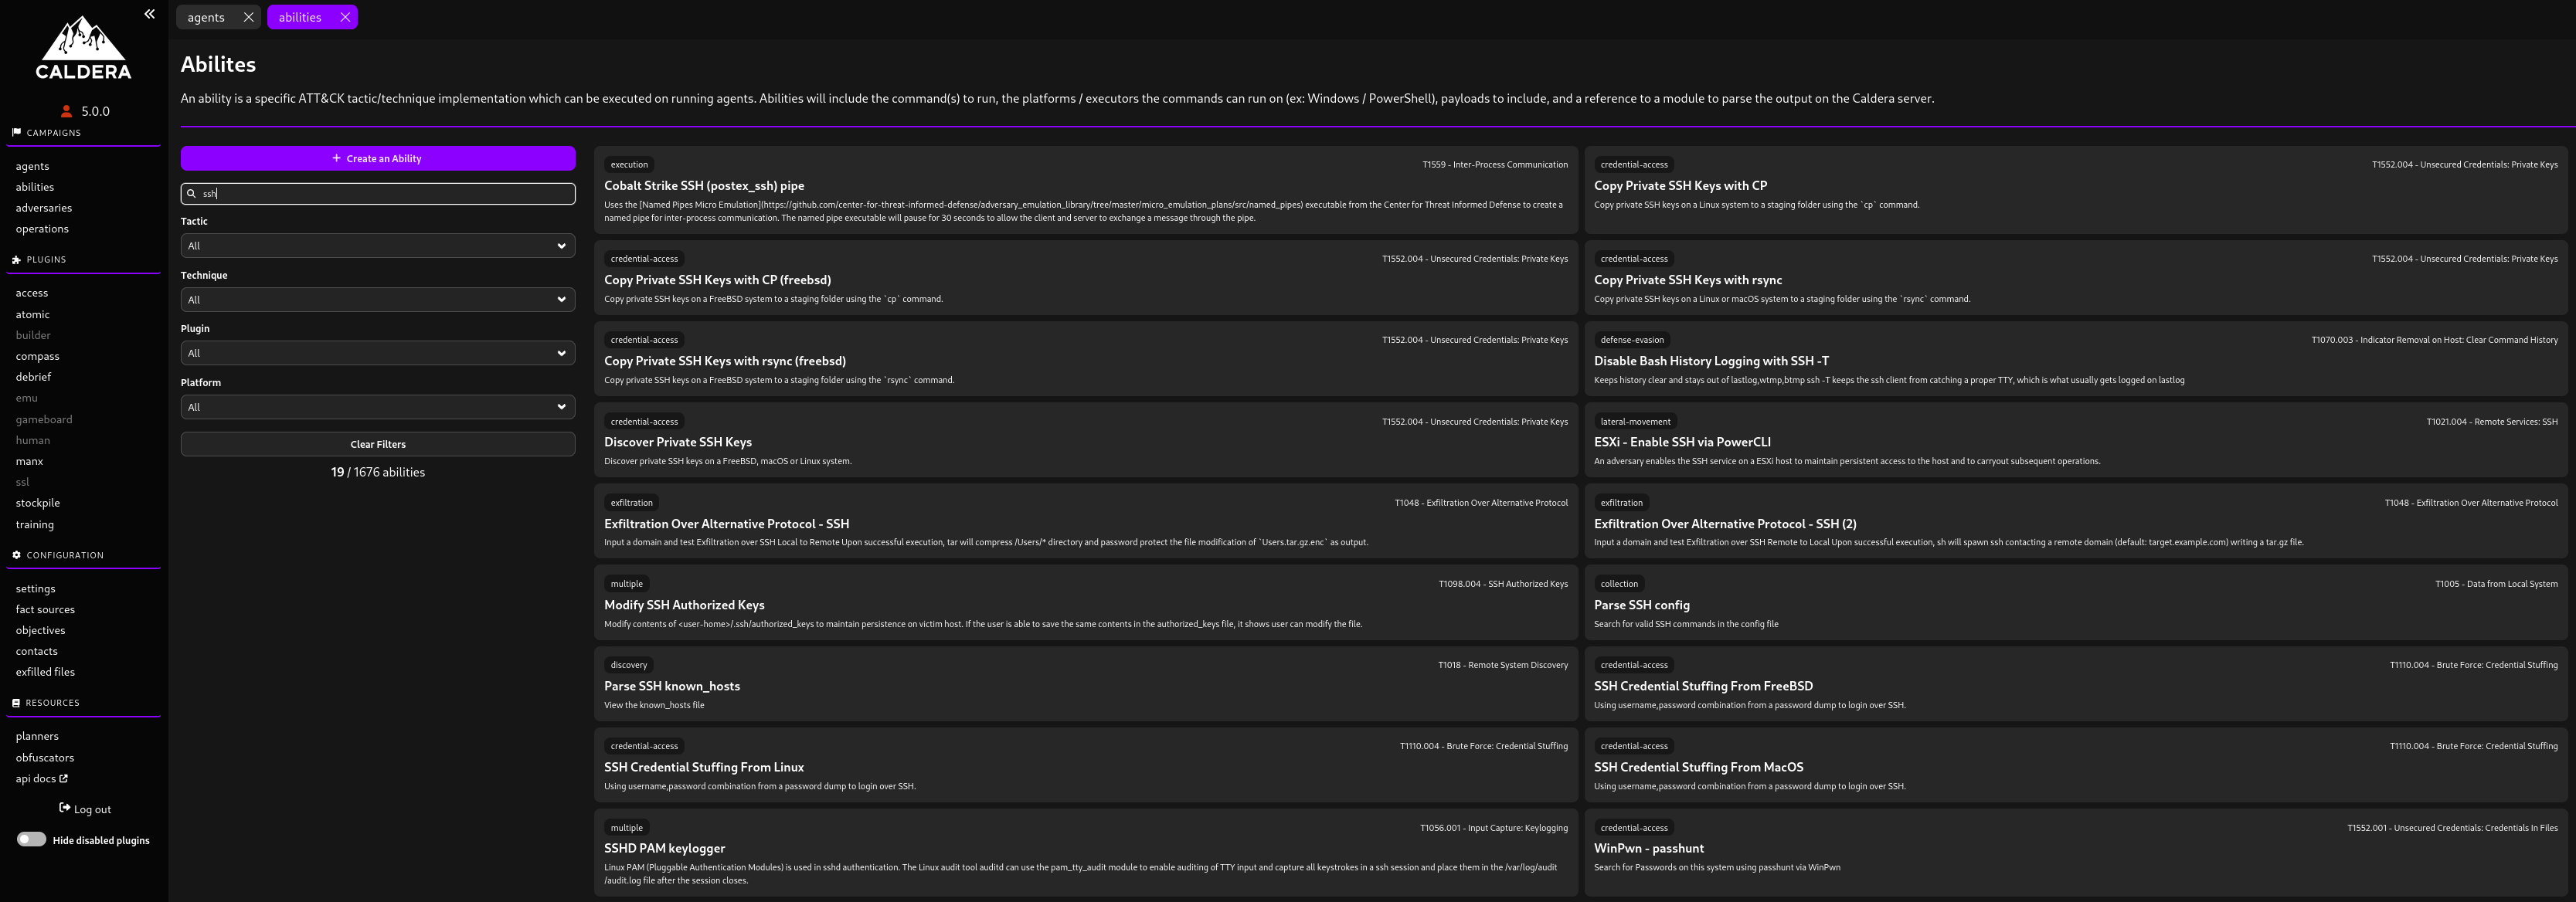 CALDERA
5.0.0
CAMPAIGNS
agents
abilities
adversaries
operations
PLUGINS
access
atomic
builder
compass
debrief
emu
gameboard
human
manx
ssl
stockpile
training
CONFIGURATION
settings
fact sources
objectives
contacts
exfilled files
RESOURCES
planners
obfuscators
api docs
Log out
Hide disabled plugins
agents
abilities
Abilites
An ability is a specific ATT&CK tactic/technique implementation which can be executed on running agents. Abilities will include the command(s) to run, the platforms / executors the commands can run on (ex: Windows / PowerShell), payloads to include, and a reference to a module to parse the output on the Caldera server.
+ Create an Ability
ssh
Tactic
All
Technique
All
Plugin
All
Platform
All
Clear Filters
19 / 1676 abilities
execution
T1559 - Inter-Process Communication
Cobalt Strike SSH (postex_ssh) pipe
Uses the [Named Pipes Micro Emulation](https://github.com/center-for-threat-informed-defense/adversary_emulation_library/tree/master/micro_emulation_plans/src/named_pipes) executable from the Center for Threat Informed Defense to create a
named pipe for inter-process communication. The named pipe executable will pause for 30 seconds to allow the client and server to exchange a message through the pipe.
credential-access
T1552.004 - Unsecured Credentials: Private Keys
Copy Private SSH Keys with CP
Copy private SSH keys on a Linux system to a staging folder using the `cp` command.
credential-access
T1552.004 - Unsecured Credentials: Private Keys
Copy Private SSH Keys with CP (freebsd)
Copy private SSH keys on a FreeBSD system to a staging folder using the `cp` command.
credential-access
T1552.004 - Unsecured Credentials: Private Keys
Copy Private SSH Keys with rsync
Copy private SSH keys on a Linux or macOS system to a staging folder using the `rsync` command.
credential-access
T1552.004 - Unsecured Credentials: Private Keys
Copy Private SSH Keys with rsync (freebsd)
Copy private SSH keys on a FreeBSD system to a staging folder using the `rsync` command.
defense-evasion
T1070.003 - Indicator Removal on Host: Clear Command History
Disable Bash History Logging with SSH -T
Keeps history clear and stays out of lastlog,wtmp,btmp ssh -T keeps the ssh client from catching a proper TTY, which is what usually gets logged on lastlog
credential-access
T1552.004 - Unsecured Credentials: Private Keys
Discover Private SSH Keys
Discover private SSH keys on a FreeBSD, macOS or Linux system.
lateral-movement
T1021.004 - Remote Services: SSH
ESXi - Enable SSH via PowerCLI
An adversary enables the SSH service on a ESXi host to maintain persistent access to the host and to carryout subsequent operations.
exfiltration
T1048 - Exfiltration Over Alternative Protocol
Exfiltration Over Alternative Protocol - SSH
Input a domain and test Exfiltration over SSH Local to Remote Upon successful execution, tar will compress /Users/* directory and password protect the file modification of `Users.tar.gz.enc` as output.
exfiltration
T1048 - Exfiltration Over Alternative Protocol
Exfiltration Over Alternative Protocol - SSH (2)
Input a domain and test Exfiltration over SSH Remote to Local Upon successful execution, sh will spawn ssh contacting a remote domain (default: target.example.com) writing a tar.gz file.
multiple
T1098.004 - SSH Authorized Keys
Modify SSH Authorized Keys
Modify contents of <user-home>/.ssh/authorized_keys to maintain persistence on victim host. If the user is able to save the same contents in the authorized_keys file, it shows user can modify the file.
collection
T1005 - Data from Local System
Parse SSH config
Search for valid SSH commands in the config file
discovery
T1018 - Remote System Discovery
Parse SSH known_hosts
View the known_hosts file
credential-access
T1110.004 - Brute Force: Credential Stuffing
SSH Credential Stuffing From FreeBSD
Using username,password combination from a password dump to login over SSH.
credential-access
T1110.004 - Brute Force: Credential Stuffing
SSH Credential Stuffing From Linux
Using username,password combination from a password dump to login over SSH.
credential-access
T1110.004 - Brute Force: Credential Stuffing
SSH Credential Stuffing From MacOS
Using username,password combination from a password dump to login over SSH.
multiple
T1056.001 - Input Capture: Keylogging
SSHD PAM keylogger
Linux PAM (Pluggable Authentication Modules) is used in sshd authentication. The Linux audit tool auditd can use the pam_tty_audit module to enable auditing of TTY input and capture all keystrokes in a ssh session and place them in the /var/log/audit
/audit.log file after the session closes.
credential-access
T1552.001 - Unsecured Credentials: Credentials In Files
WinPwn - passhunt
Search for Passwords on this system using passhunt via WinPwn